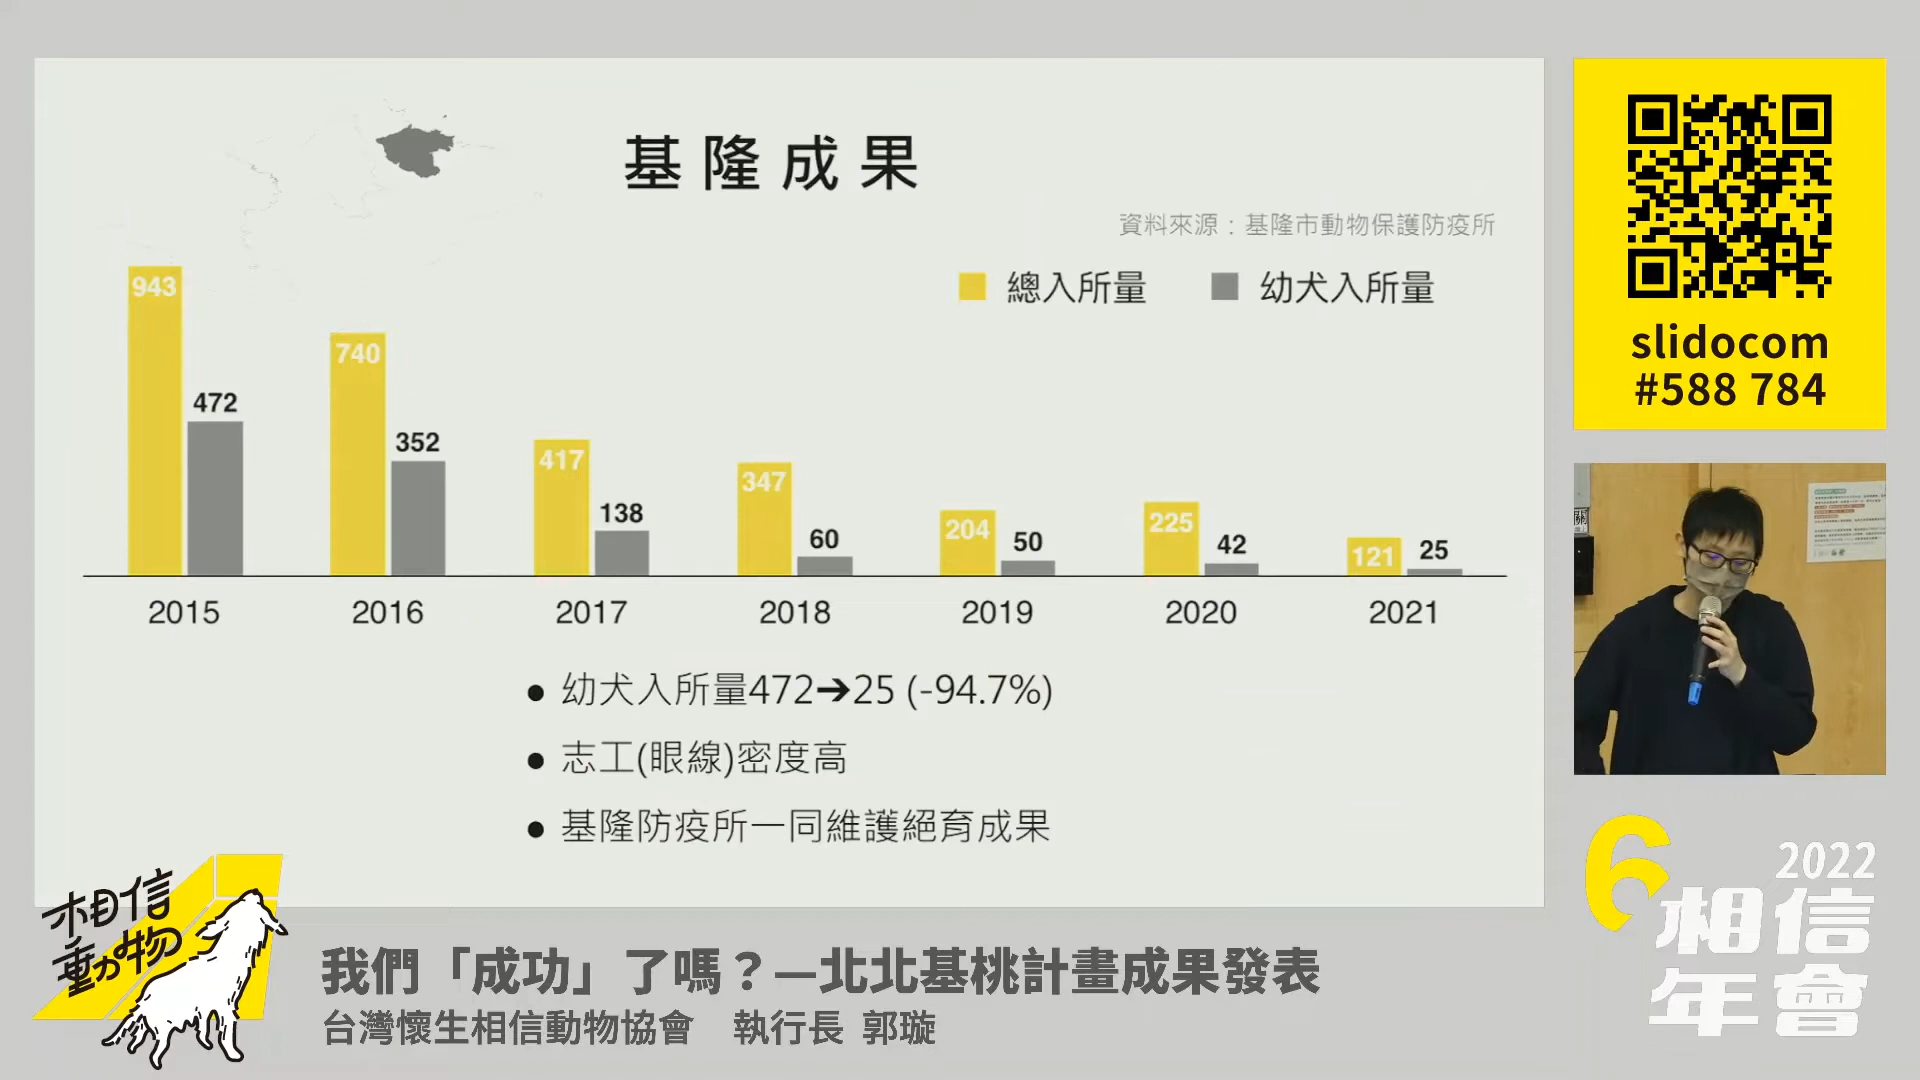 基隆成果
資料來源：基隆市動物保護防疫所
總入所量 幼犬入所量
943
472
740
352
417
138
347
60
204
50
225
42
121
25
2015 2016 2017 2018 2019 2020 2021
● 幼犬入所量472➔25 (-94.7%)
● 志工(眼線)密度高
● 基隆防疫所一同維護絕育成果
slidocom
#588 784
關
相信
動物
我們「成功」了嗎？—北北基桃計畫成果發表
台灣懷生相信動物協會 執行長 郭璇
6 2022
相信
年會